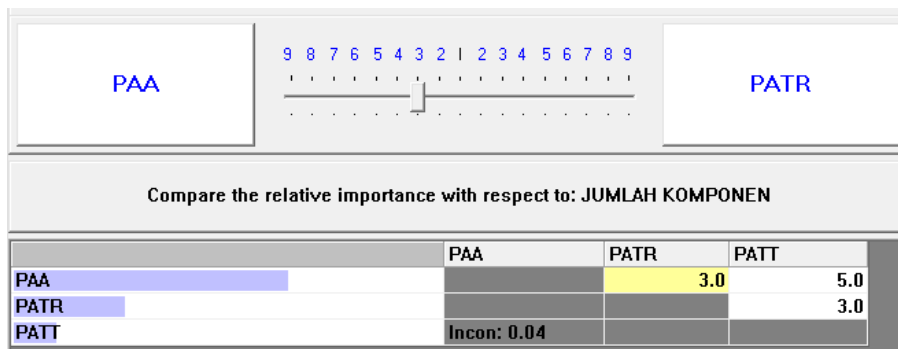 PAA
9 8 7 6 5 4 3 2 1 2 3 4 5 6 7 8 9
PATR
Compare the relative importance with respect to: JUMLAH KOMPONEN
PAA PATR PATT
PAA 3.0 5.0
PATR 3.0
PATT Incon: 0.04